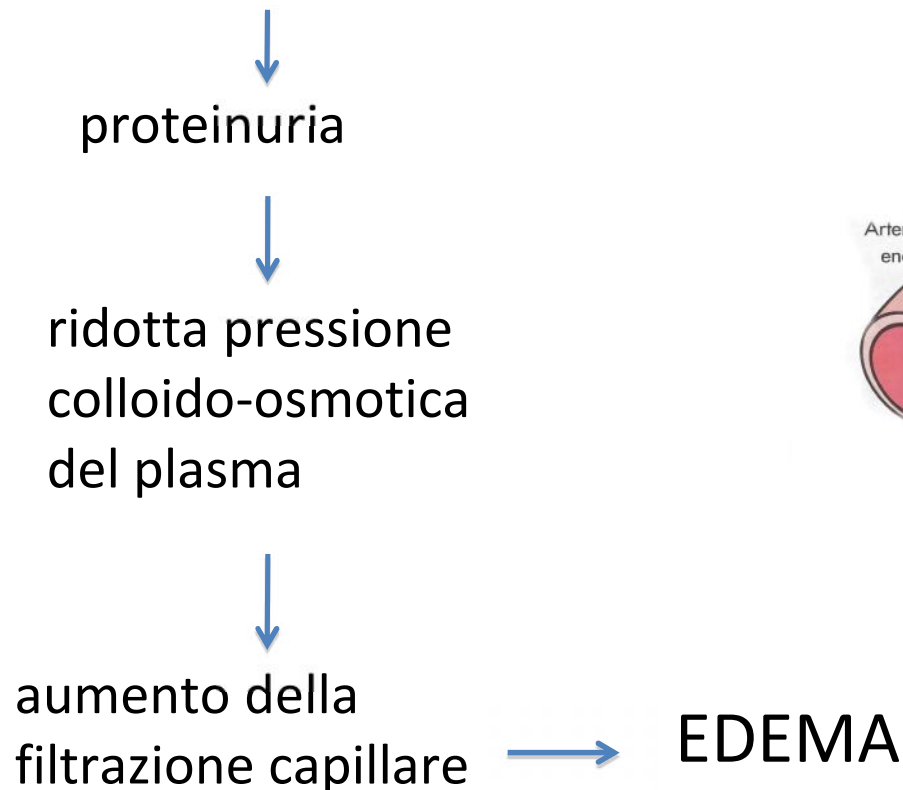 proteinuria
ridotta pressione
colloido-osmotica
del plasma
aumento della
filtrazione capillare
EDEMA